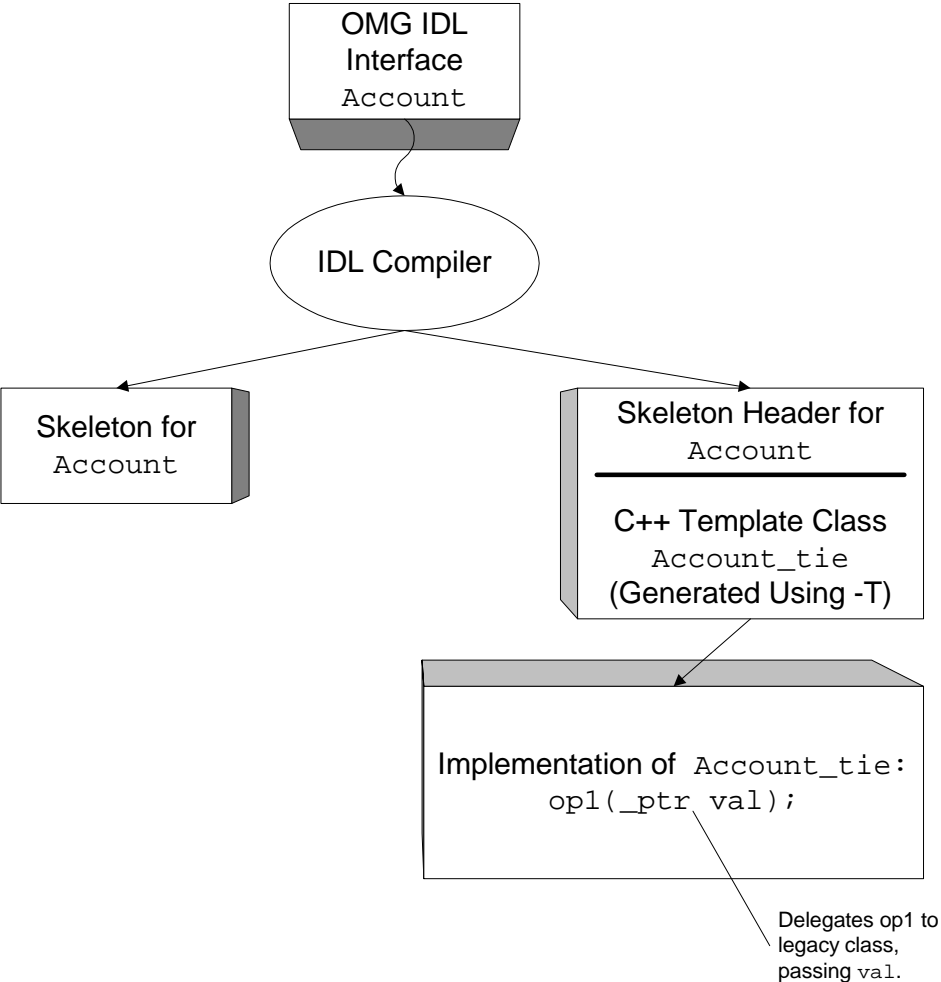 OMG IDL
Interface
Account
IDL Compiler
Skeleton for
Account
Skeleton Header for
Account
C++ Template Class
Account_tie
(Generated Using -T)
Implementation of Account_tie:
op1(_ptr val);
Delegates op1 to
legacy class,
passing val.